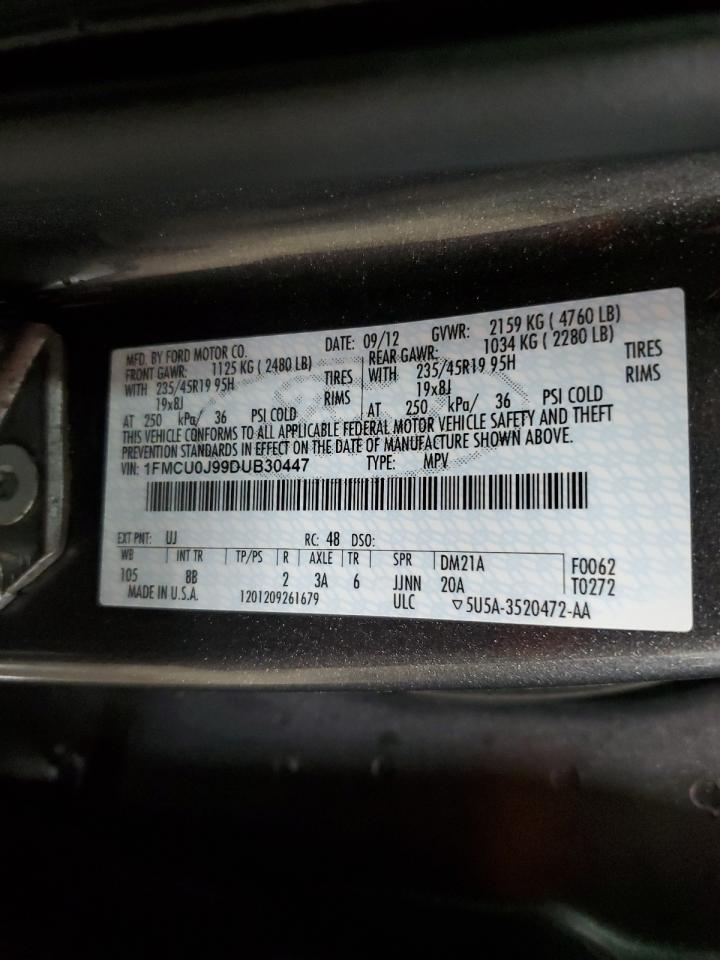 MFD. BY FORD MOTOR CO. DATE: 09/12 GVWR: 2159 KG ( 4760 LB)
FRONT GAWR: 1125 KG ( 2480 LB) REAR GAWR: 1034 KG ( 2280 LB)
WITH 235/45R19 95H TIRES WITH 235/45R19 95H TIRES
19x8J RIMS 19x8J RIMS
AT 250 kPa/ 36 PSI COLD AT 250 kPa/ 36 PSI COLD
THIS VEHICLE CONFORMS TO ALL APPLICABLE FEDERAL MOTOR VEHICLE SAFETY AND THEFT
PREVENTION STANDARDS IN EFFECT ON THE DATE OF MANUFACTURE SHOWN ABOVE.
VIN: 1FMCU0J99DUB30447 TYPE: MPV
EXT PNT: UJ RC: 48 DSO:
WB INT TR TP/PS R AXLE TR SPR DM21A F0062
105 8B 2 3A 6 JJNN 20A T0272
MADE IN U.S.A. 1201209261679 ULC ▽5U5A-3520472-AA